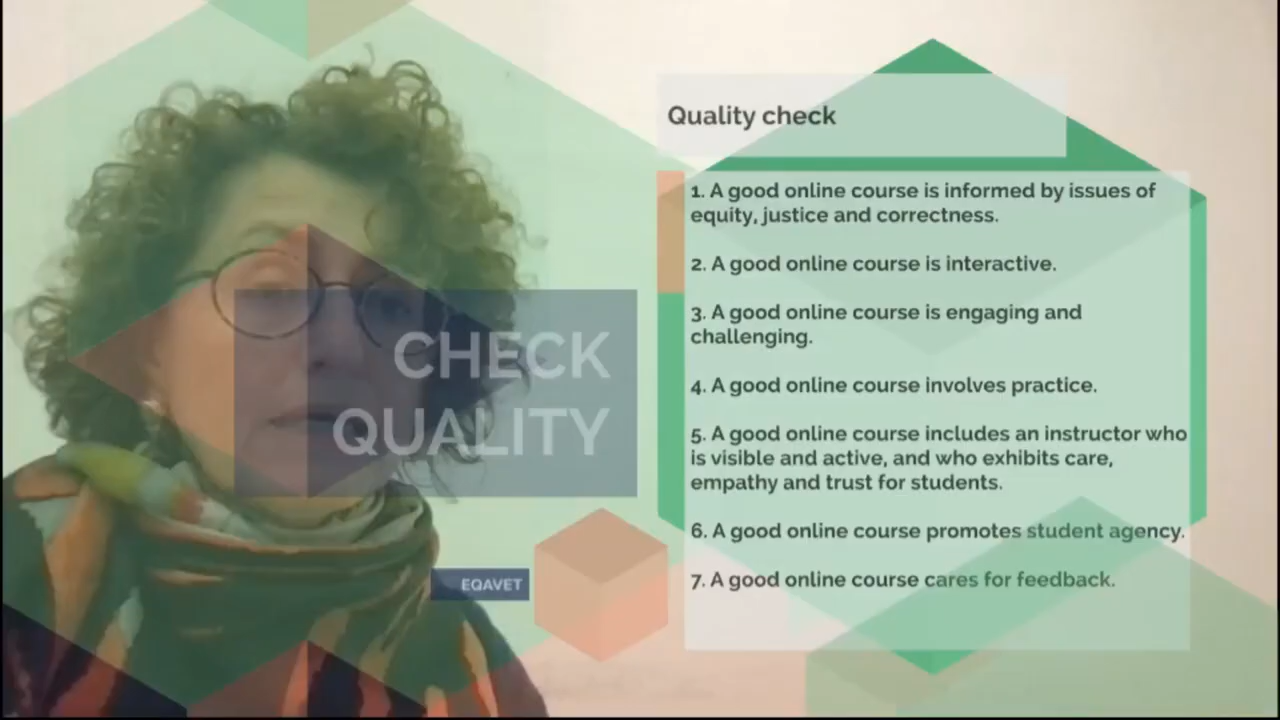 CHECK
QUALITY
EQAVET
Quality check
1. A good online course is informed by issues of
equity, justice and correctness.
2. A good online course is interactive.
3. A good online course is engaging and
challenging.
4. A good online course involves practice.
5. A good online course includes an instructor who
is visible and active, and who exhibits care,
empathy and trust for students.
6. A good online course promotes student agency.
7. A good online course cares for feedback.